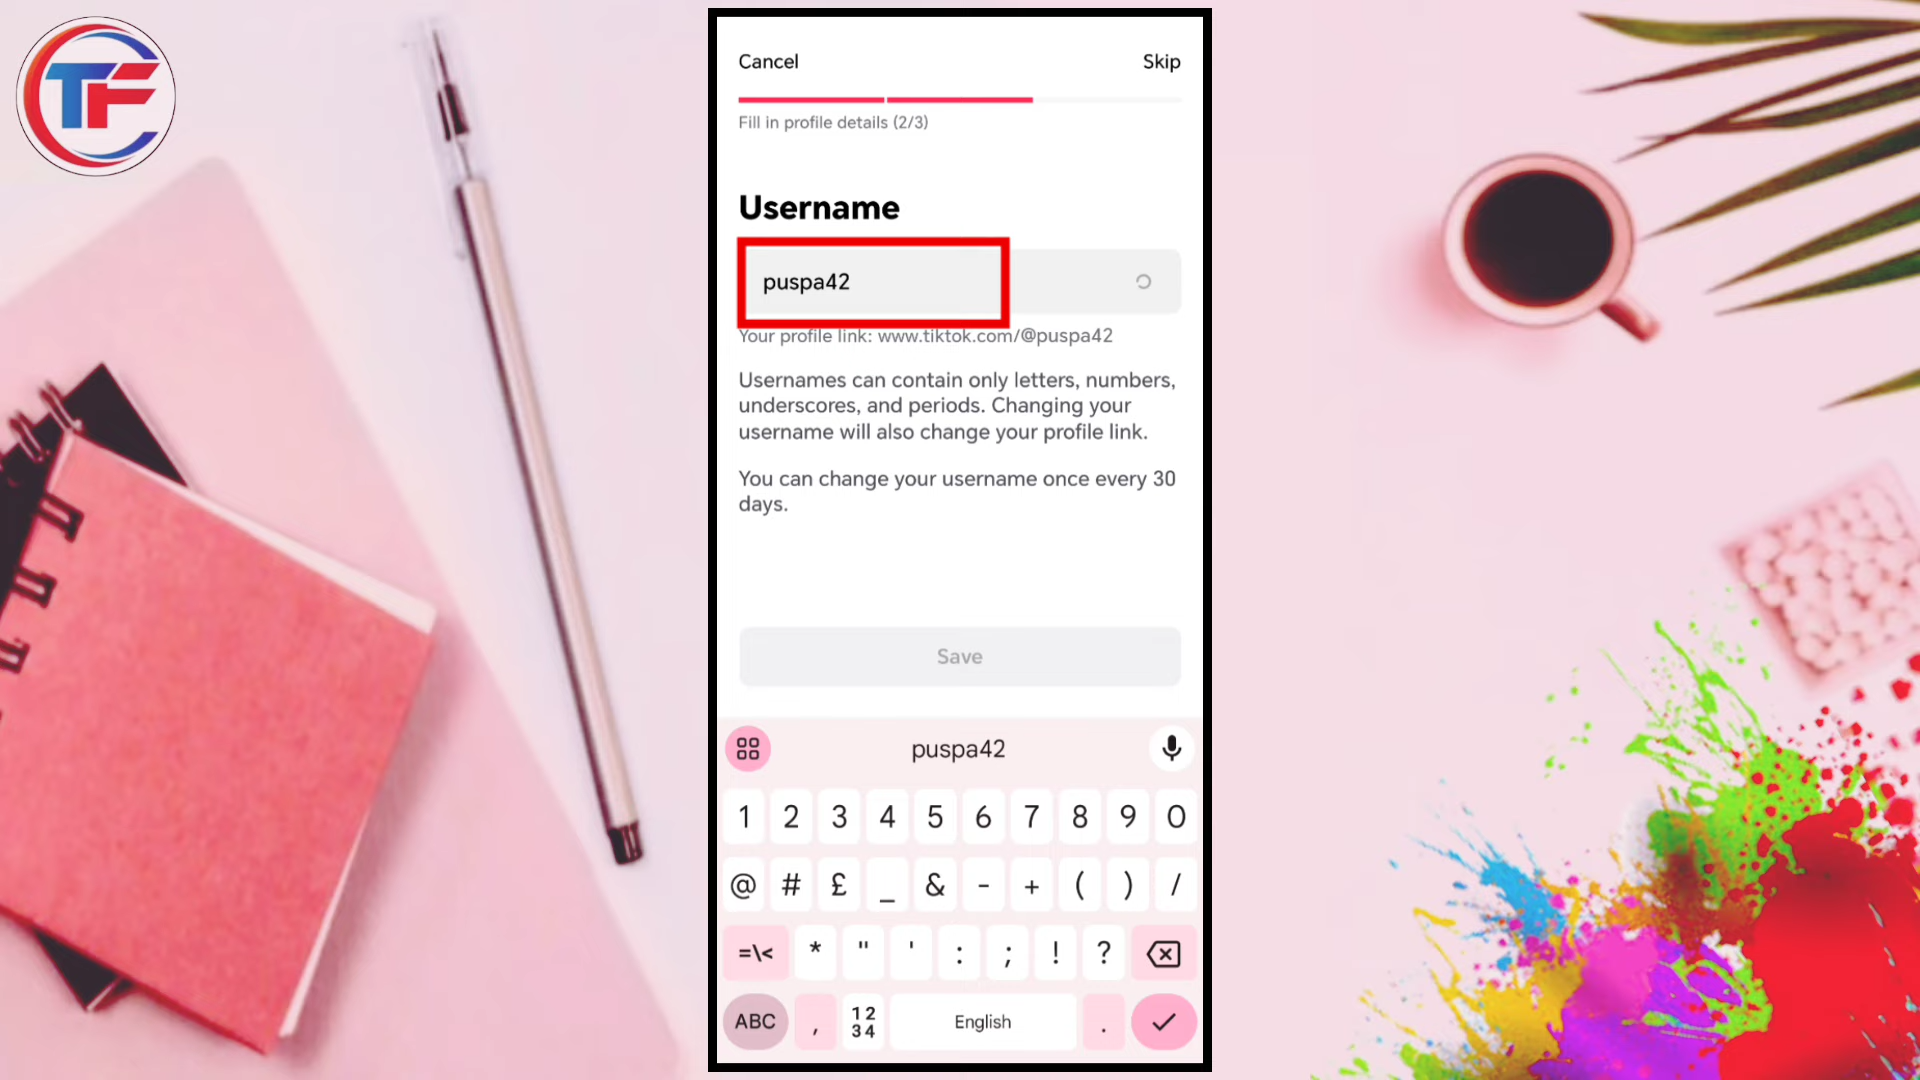 TF
Cancel
Skip
Fill in profile details (2/3)
Username
puspa42
Your profile link: www.tiktok.com/@puspa42
Usernames can contain only letters, numbers,
underscores, and periods. Changing your
username will also change your profile link.
You can change your username once every 30
days.
Save
puspa42
1 2 3 4 5 6 7 8 9 0
@ # £ _ & - + ( ) /
=\< * " ' : ; ! ?
ABC , 12 34 English .